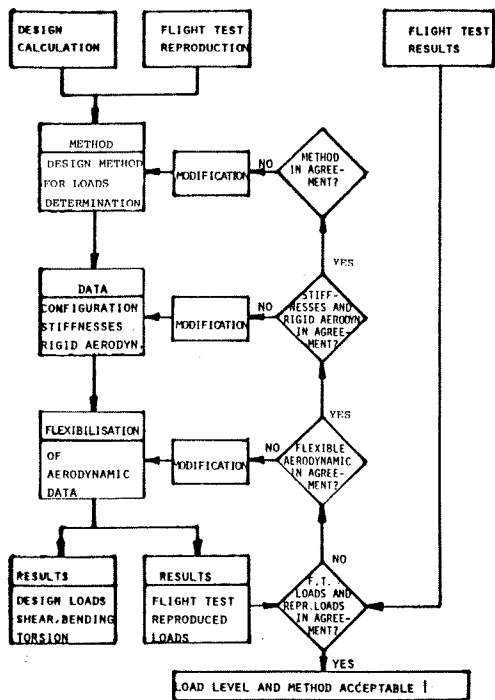 DESIGN
CALCULATION
FLIGHT TEST
REPRODUCTION
FLIGHT TEST
RESULTS
METHOD
DESIGN METHOD
FOR LOADS
DETERMINATION
MODIFICATION
NO
METHOD
IN AGREE-
MENT?
YES
DATA
CONFIGURATION
STIFFNESSES
RIGID AERODYN.
MODIFICATION
NO
STIFF-
NESSES AND
RIGID AERODYN
IN AGREE-
MENT?
YES
FLEXIBILISATION
OF
AERODYNAMIC
DATA
MODIFICATION
NO
FLEXIBLE
AERODYNAMIC
IN AGREE-
MENT?
NO
RESULTS
DESIGN LOADS
SHEAR, BENDING
TORSION
RESULTS
FLIGHT TEST
REPRODUCED
LOADS
F.T.
LOADS AND
REPR. LOADS
IN AGREE-
MENT?
YES
LOAD LEVEL AND METHOD ACCEPTABLE